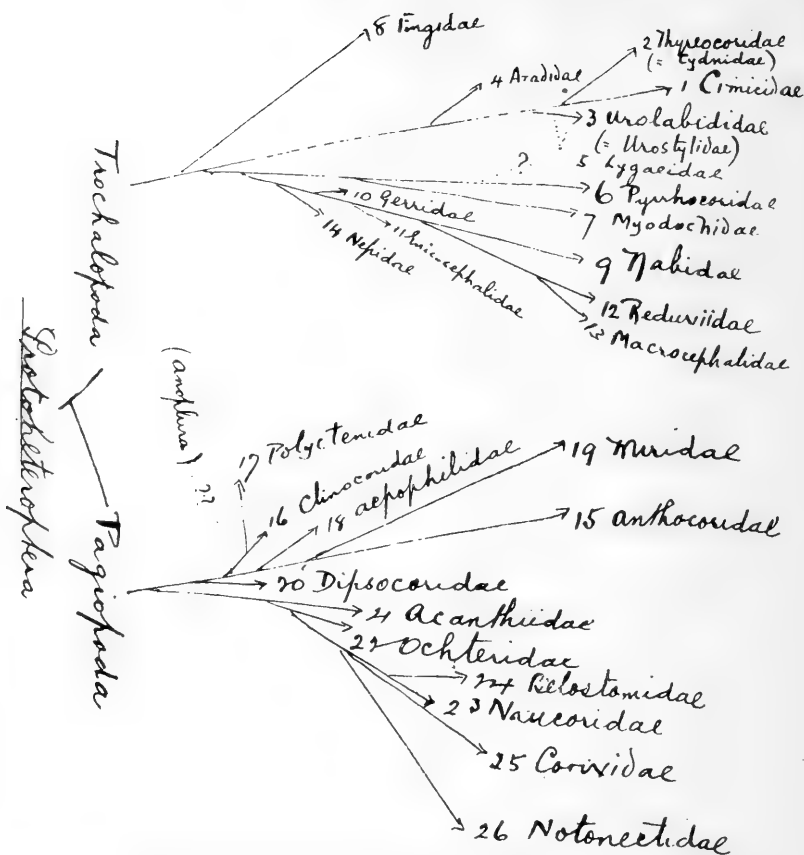 8 Tingidae
2 Thyreocoridae
(= Cydnidae)
1 Cimicidae
4 Aradidae
3 Urolabididae
(= Urostylidae)
?
5 Lygaeidae
6 Pyrrhocoridae
7 Myodochidae
10 Gerridae
11 Enicocephalidae
14 Nepidae
9 Nabidae
12 Reduviidae
13 Macrocephalidae
Trochalopoda
Protoheteroptera
Pagiopoda
(Anoplura)
??
17 Polyctenidae
16 Clinocoridae
18 Aepophilidae
19 Miridae
15 Anthocoridae
20 Dipsocoridae
21 Acanthiidae
22 Ochteridae
24 Belostomidae
23 Naucoridae
25 Corixidae
26 Notonectidae